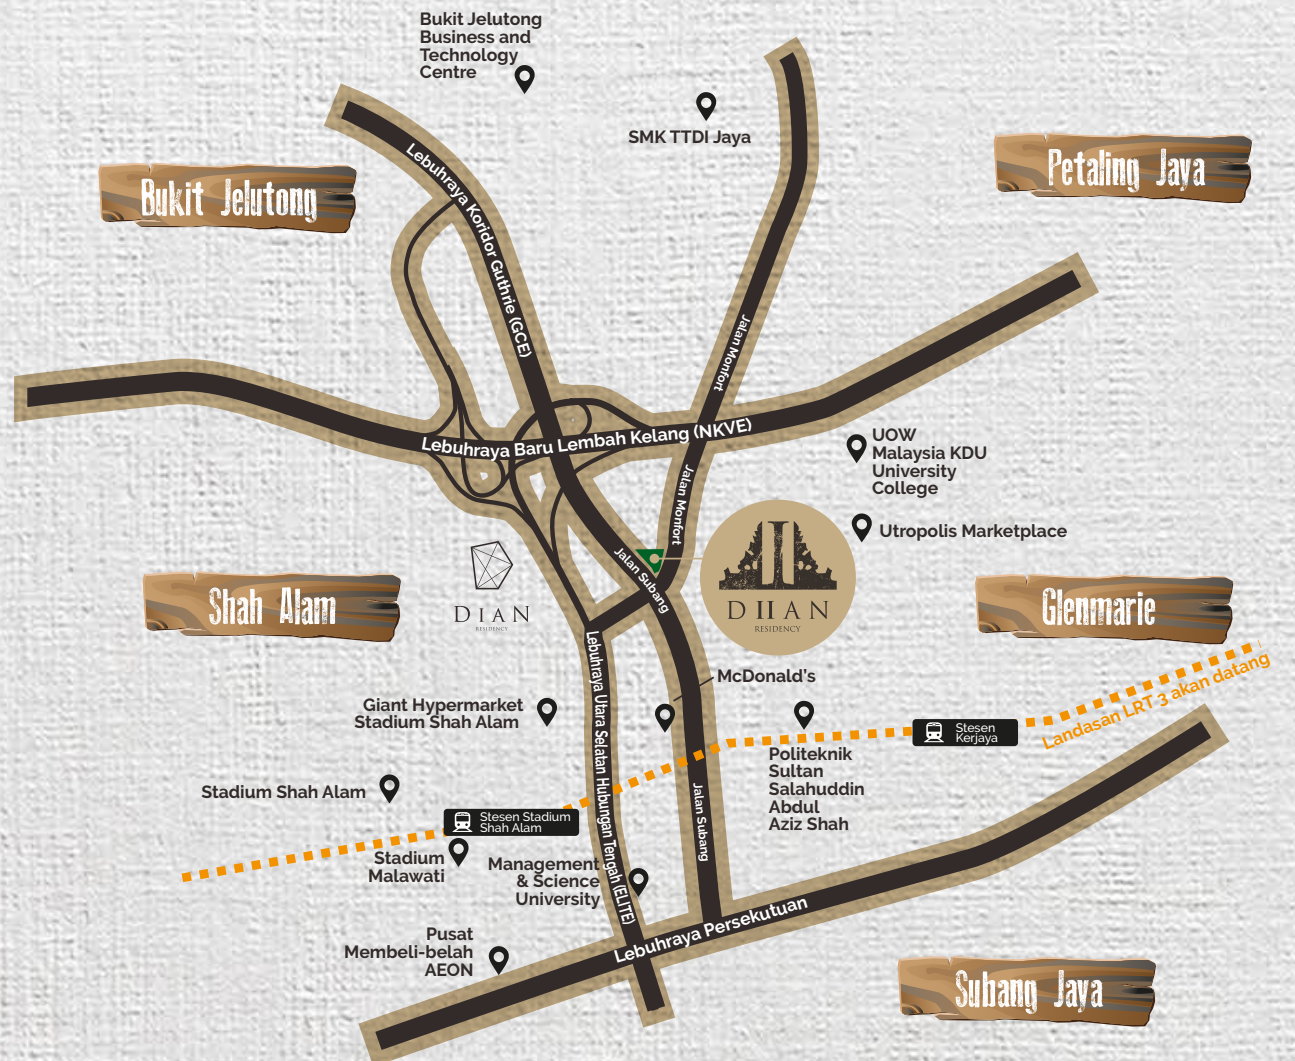 Bukit Jelutong
Business and
Technology
Centre
SMK TTDI Jaya
Petaling Jaya
Bukit Jelutong
Lebuhraya Koridor Guthrie (GCE)
Jalan Monfort
Lebuhraya Baru Lembah Kelang (NKVE)
UOW
Malaysia KDU
University
College
Jalan Monfort
Utropolis Marketplace
Jalan Subang
DIAN
RESIDENCY
D II AN
RESIDENCY
Shah Alam
Glenmarie
Lebuhraya Utara Selatan Hubungan Tengah (ELITE)
McDonald's
Landasan LRT 3 akan datang
Giant Hypermarket
Stadium Shah Alam
Stesen
Kerjaya
Politeknik
Sultan
Salahuddin
Abdul
Aziz Shah
Stadium Shah Alam
Stesen Stadium
Shah Alam
Jalan Subang
Stadium
Malawati
Management
& Science
University
Lebuhraya Persekutuan
Pusat
Membeli-belah
AEON
Subang Jaya